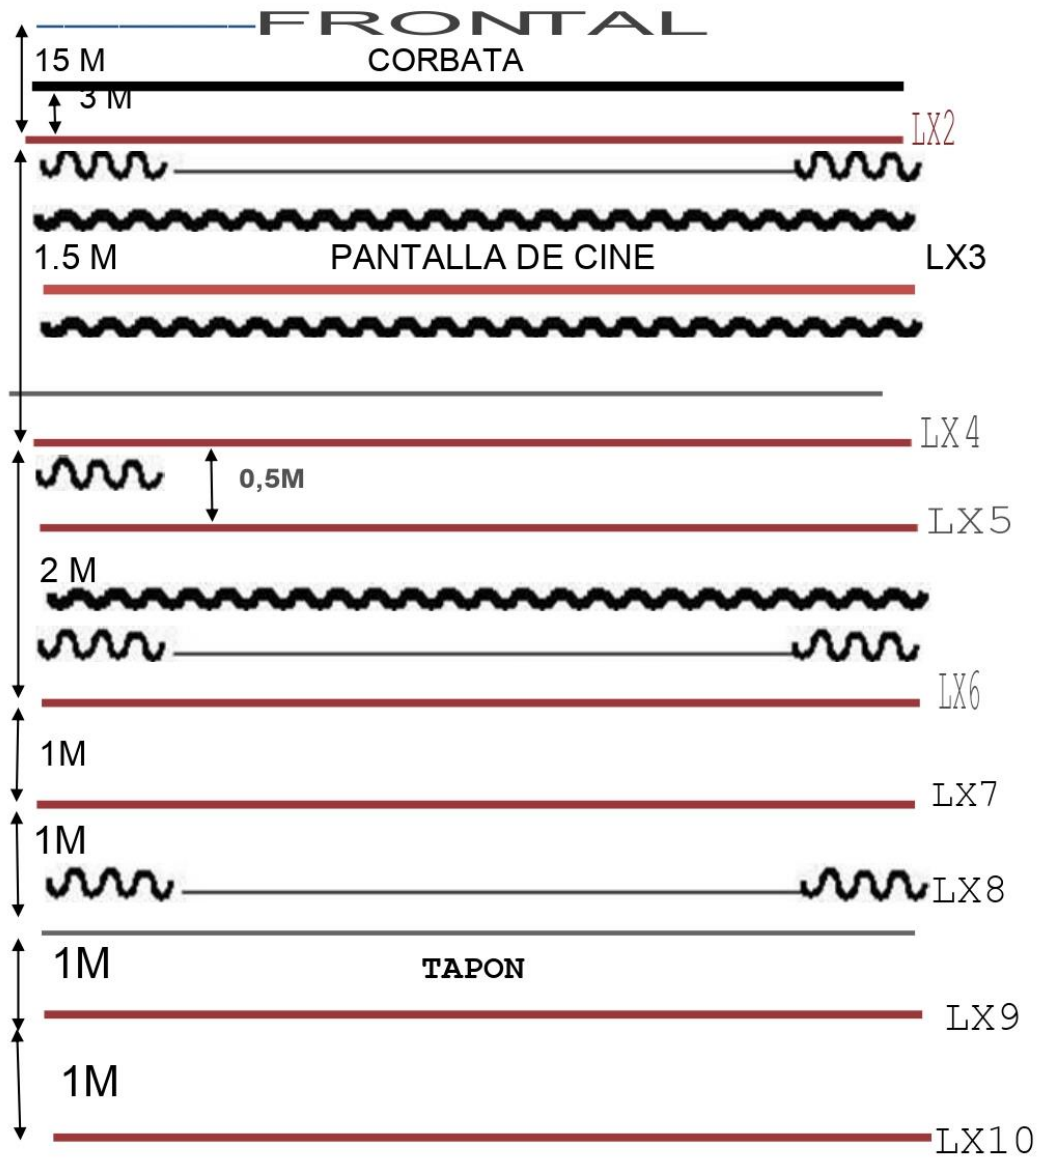 FRONTAL
15 M CORBATA
3 M
LX2
1.5 M PANTALLA DE CINE LX3
LX4
0,5M
LX5
2 M
LX6
1M
LX7
1M
LX8
1M TAPON
LX9
1M
LX10